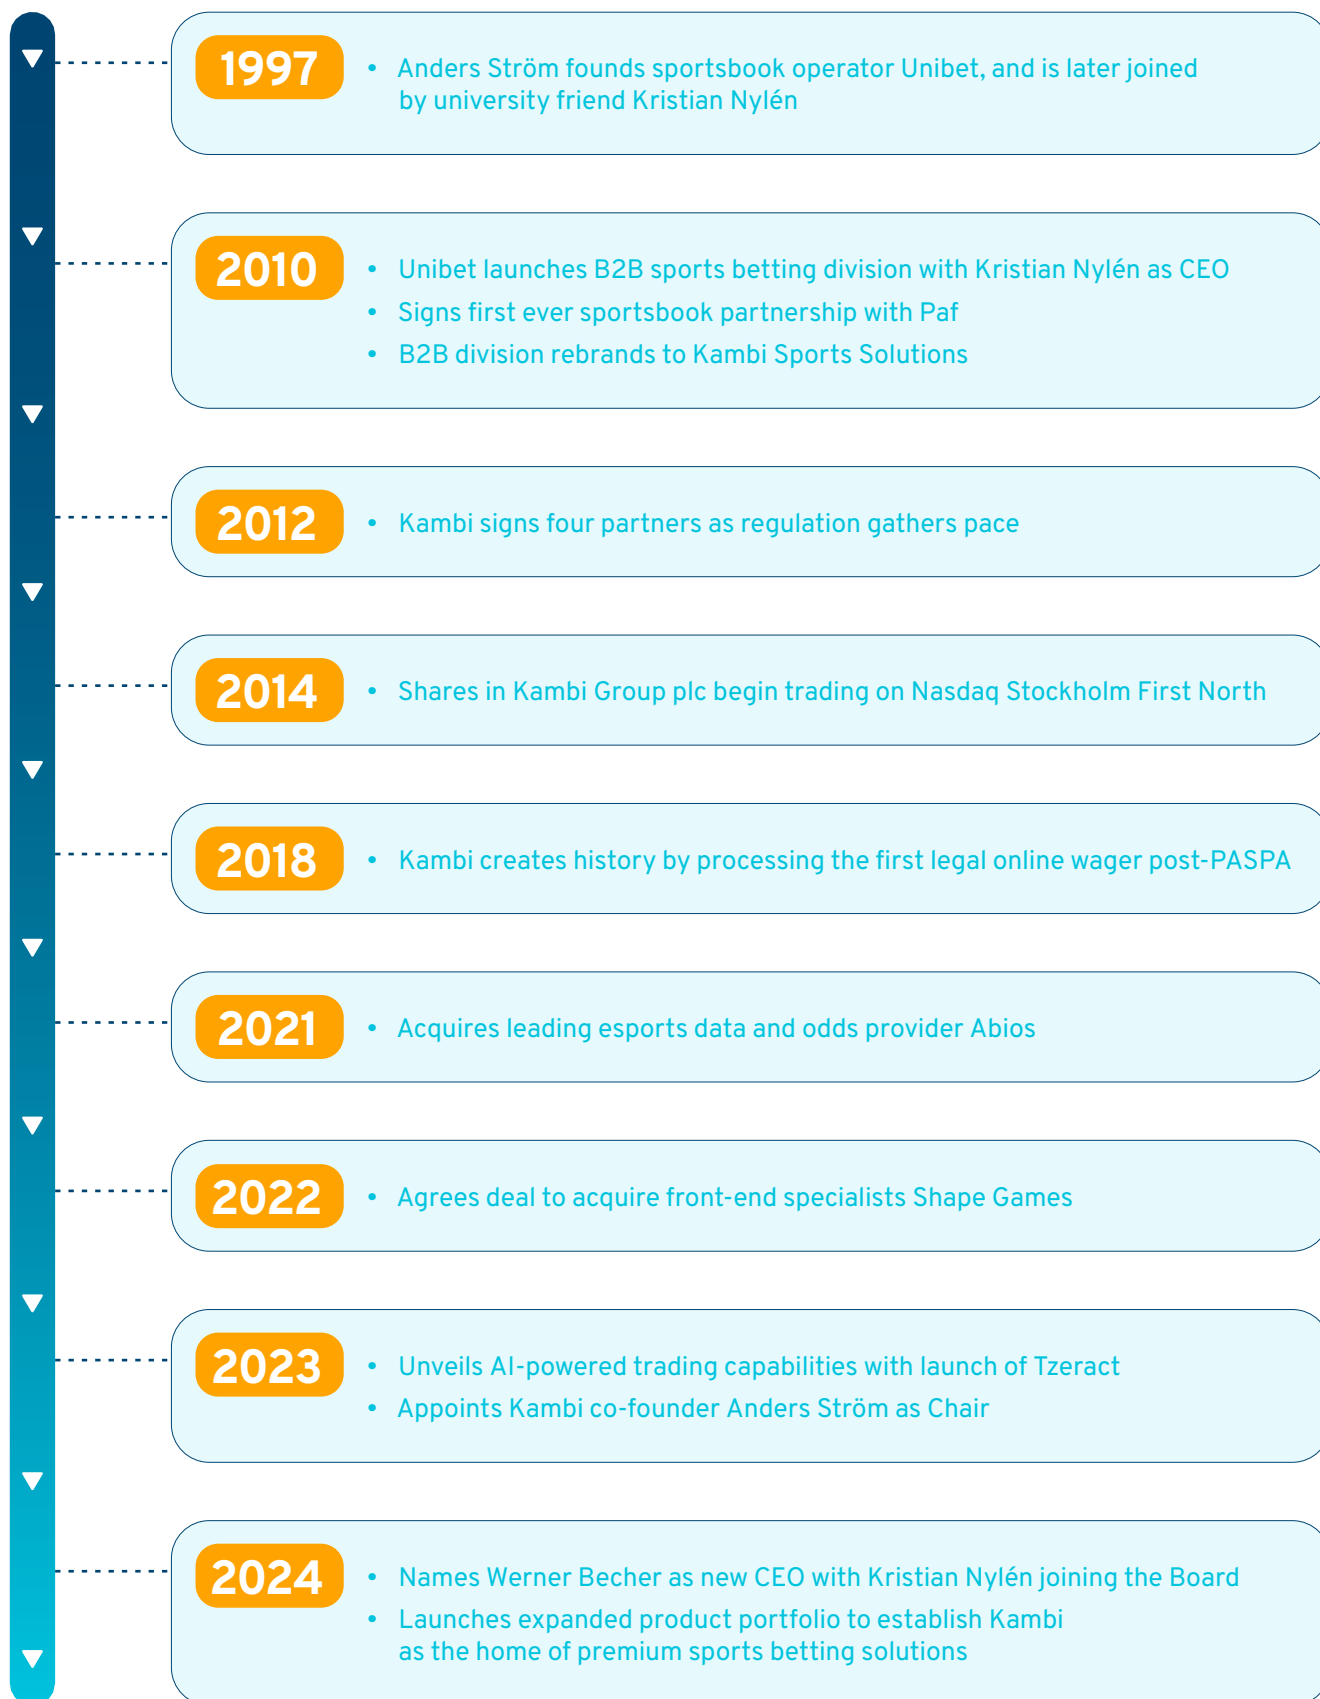 1997
• Anders Ström founds sportsbook operator Unibet, and is later joined
by university friend Kristian Nylén
2010
• Unibet launches B2B sports betting division with Kristian Nylén as CEO
• Signs first ever sportsbook partnership with Paf
• B2B division rebrands to Kambi Sports Solutions
2012
• Kambi signs four partners as regulation gathers pace
2014
• Shares in Kambi Group plc begin trading on Nasdaq Stockholm First North
2018
• Kambi creates history by processing the first legal online wager post-PASPA
2021
• Acquires leading esports data and odds provider Abios
2022
• Agrees deal to acquire front-end specialists Shape Games
2023
• Unveils AI-powered trading capabilities with launch of Tzeract
• Appoints Kambi co-founder Anders Ström as Chair
2024
• Names Werner Becher as new CEO with Kristian Nylén joining the Board
• Launches expanded product portfolio to establish Kambi
as the home of premium sports betting solutions